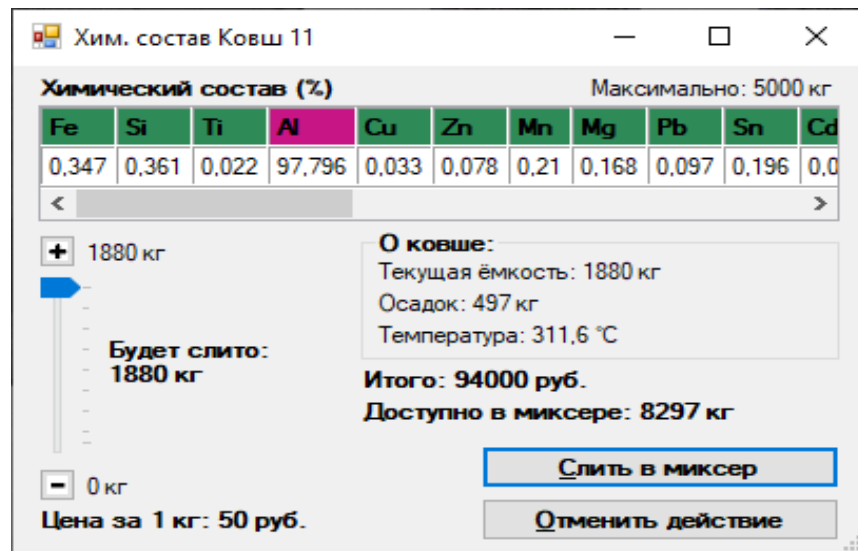 Хим. состав Ковш 11
Химический состав (%) Максимально: 5000 кг
Fe Si Ti Al Cu Zn Mn Mg Pb Sn Cd
0,347 0,361 0,022 97,796 0,033 0,078 0,21 0,168 0,097 0,196 0,0
+ 1880 кг
О ковше:
Текущая ёмкость: 1880 кг
Осадок: 497 кг
Температура: 311,6 °C
Будет слито:
1880 кг
Итого: 94000 руб.
Доступно в миксере: 8297 кг
Слить в миксер
- 0 кг
Цена за 1 кг: 50 руб.
Отменить действие